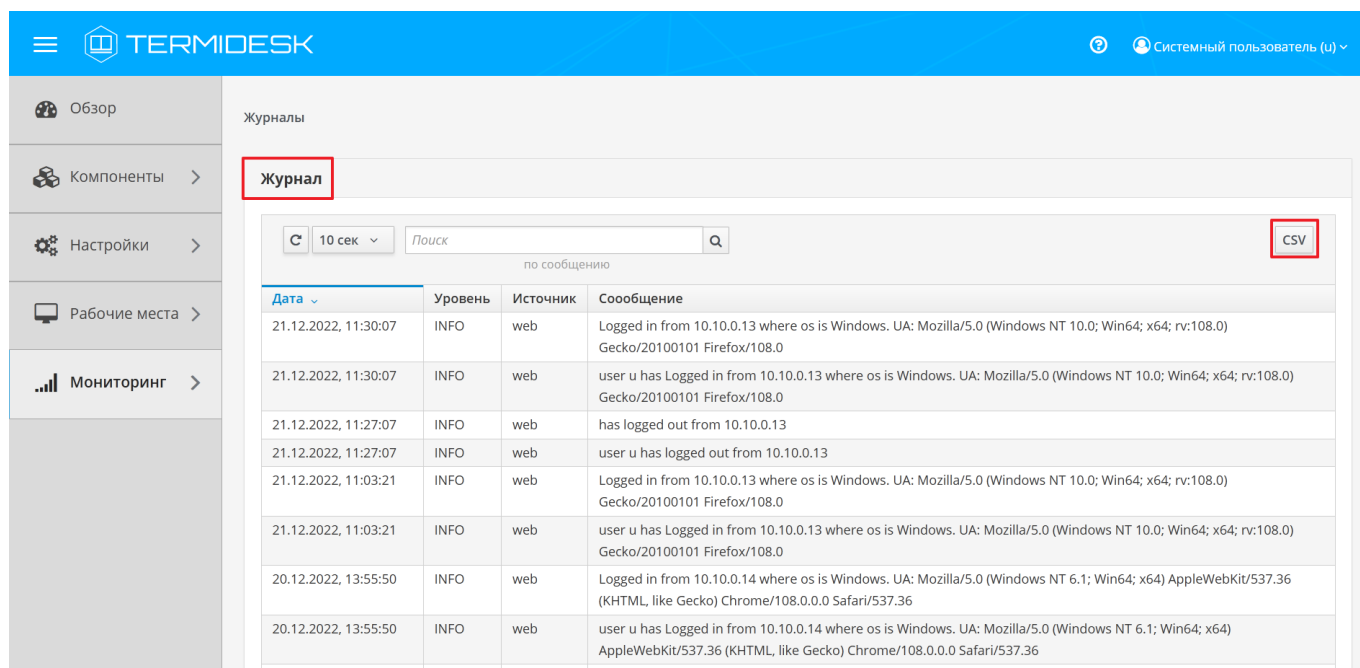 TERMIDESK
Системный пользователь (u)
Обзор
Компоненты
Настройки
Рабочие места
Мониторинг
Журналы
Журнал
10 сек
Поиск
по сообщению
CSV
Дата Уровень Источник Соообщение
21.12.2022, 11:30:07 INFO web Logged in from 10.10.0.13 where os is Windows. UA: Mozilla/5.0 (Windows NT 10.0; Win64; x64; rv:108.0)
Gecko/20100101 Firefox/108.0
21.12.2022, 11:30:07 INFO web user u has Logged in from 10.10.0.13 where os is Windows. UA: Mozilla/5.0 (Windows NT 10.0; Win64; x64; rv:108.0)
Gecko/20100101 Firefox/108.0
21.12.2022, 11:27:07 INFO web has logged out from 10.10.0.13
21.12.2022, 11:27:07 INFO web user u has logged out from 10.10.0.13
21.12.2022, 11:03:21 INFO web Logged in from 10.10.0.13 where os is Windows. UA: Mozilla/5.0 (Windows NT 10.0; Win64; x64; rv:108.0)
Gecko/20100101 Firefox/108.0
21.12.2022, 11:03:21 INFO web user u has Logged in from 10.10.0.13 where os is Windows. UA: Mozilla/5.0 (Windows NT 10.0; Win64; x64; rv:108.0)
Gecko/20100101 Firefox/108.0
20.12.2022, 13:55:50 INFO web Logged in from 10.10.0.14 where os is Windows. UA: Mozilla/5.0 (Windows NT 6.1; Win64; x64) AppleWebKit/537.36
(KHTML, like Gecko) Chrome/108.0.0.0 Safari/537.36
20.12.2022, 13:55:50 INFO web user u has Logged in from 10.10.0.14 where os is Windows. UA: Mozilla/5.0 (Windows NT 6.1; Win64; x64)
AppleWebKit/537.36 (KHTML, like Gecko) Chrome/108.0.0.0 Safari/537.36